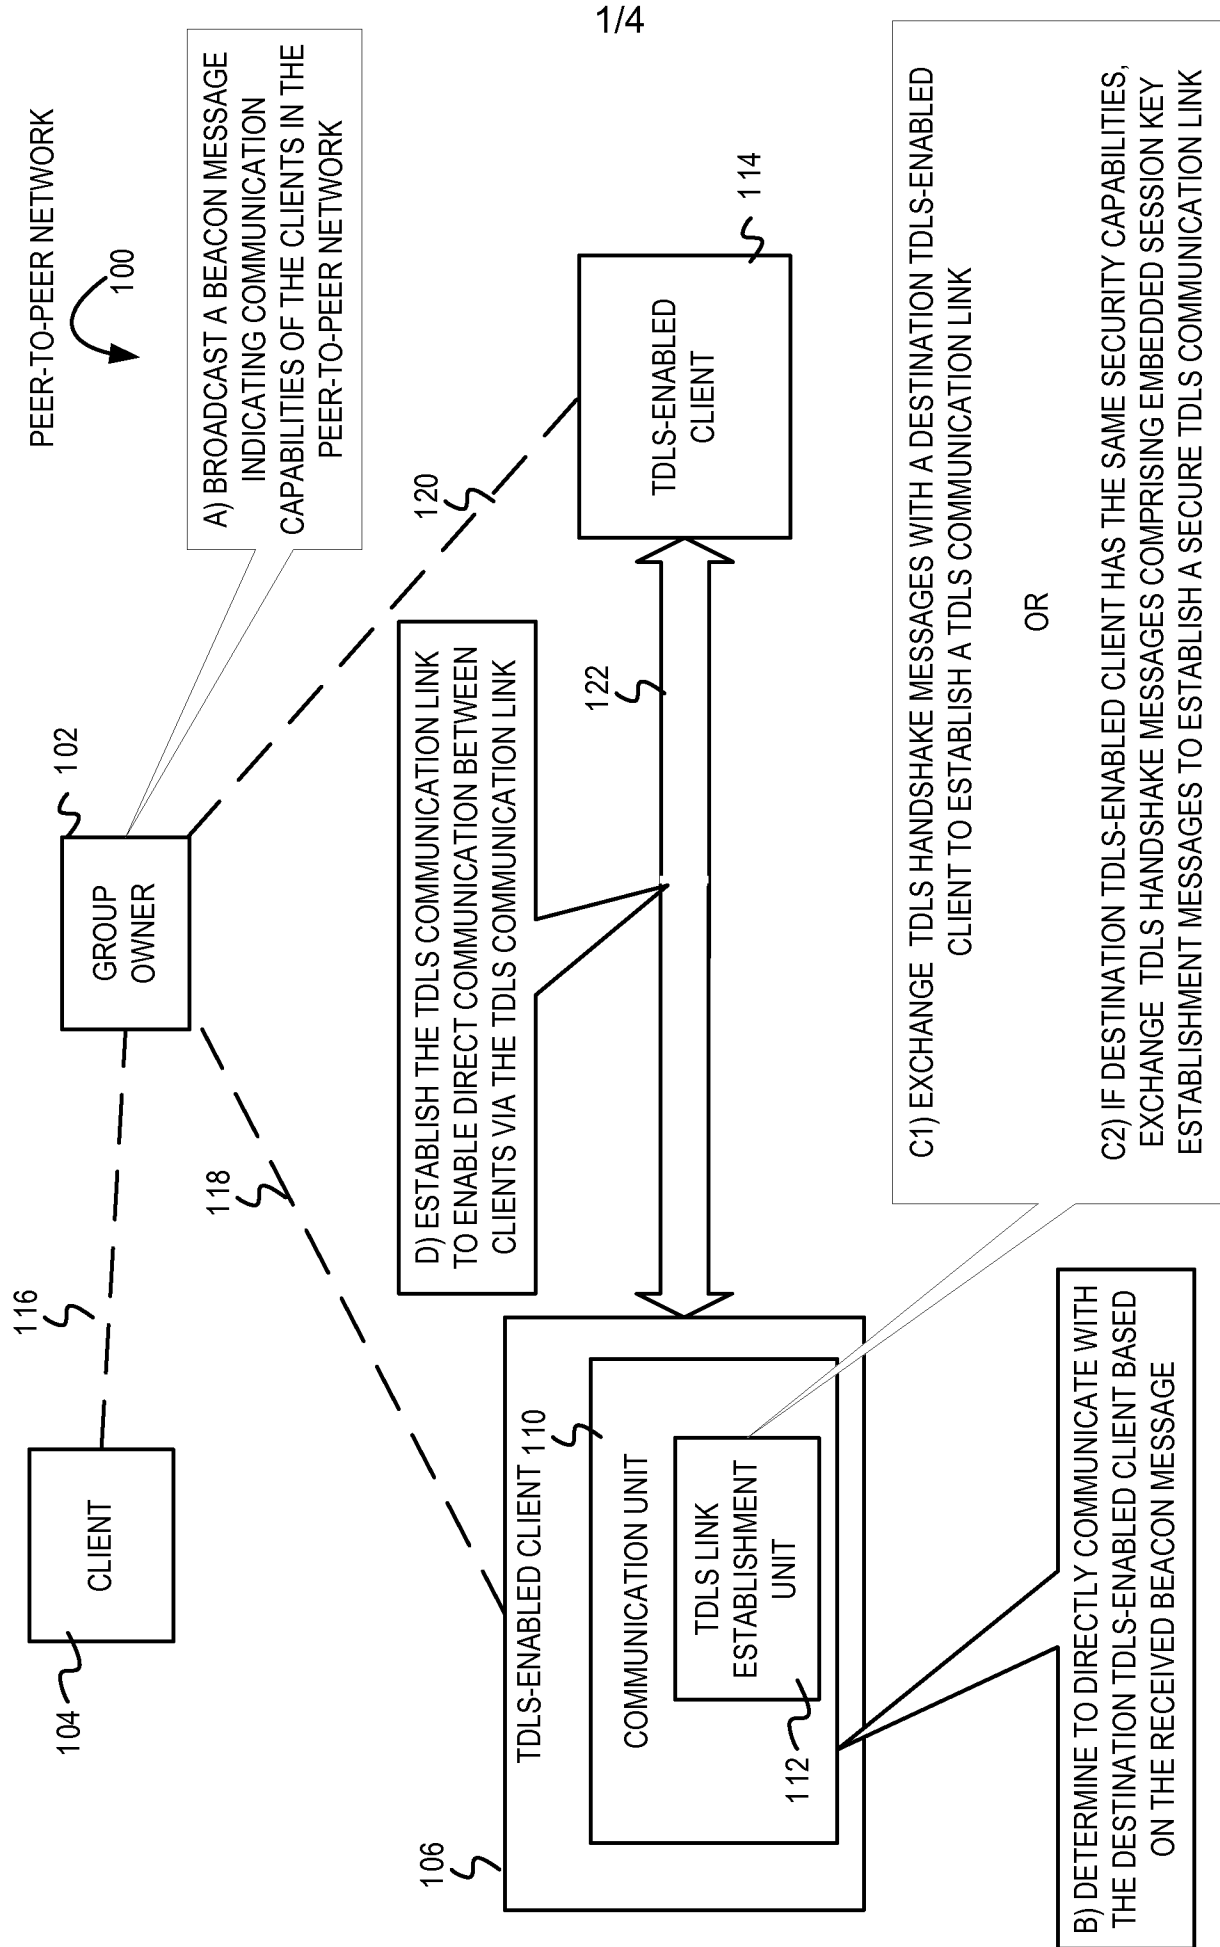 1/4
PEER-TO-PEER NETWORK
100
A) BROADCAST A BEACON MESSAGE
INDICATING COMMUNICATION
CAPABILITIES OF THE CLIENTS IN THE
PEER-TO-PEER NETWORK
102
GROUP
OWNER
116
CLIENT
104
118
120
D) ESTABLISH THE TDLS COMMUNICATION LINK
TO ENABLE DIRECT COMMUNICATION BETWEEN
CLIENTS VIA THE TDLS COMMUNICATION LINK
122
TDLS-ENABLED
CLIENT
114
106
TDLS-ENABLED CLIENT
110
COMMUNICATION UNIT
TDLS LINK
ESTABLISHMENT
UNIT
112
C1) EXCHANGE TDLS HANDSHAKE MESSAGES WITH A DESTINATION TDLS-ENABLED
CLIENT TO ESTABLISH A TDLS COMMUNICATION LINK
OR
C2) IF DESTINATION TDLS-ENABLED CLIENT HAS THE SAME SECURITY CAPABILITIES,
EXCHANGE TDLS HANDSHAKE MESSAGES COMPRISING EMBEDDED SESSION KEY
ESTABLISHMENT MESSAGES TO ESTABLISH A SECURE TDLS COMMUNICATION LINK
B) DETERMINE TO DIRECTLY COMMUNICATE WITH
THE DESTINATION TDLS-ENABLED CLIENT BASED
ON THE RECEIVED BEACON MESSAGE